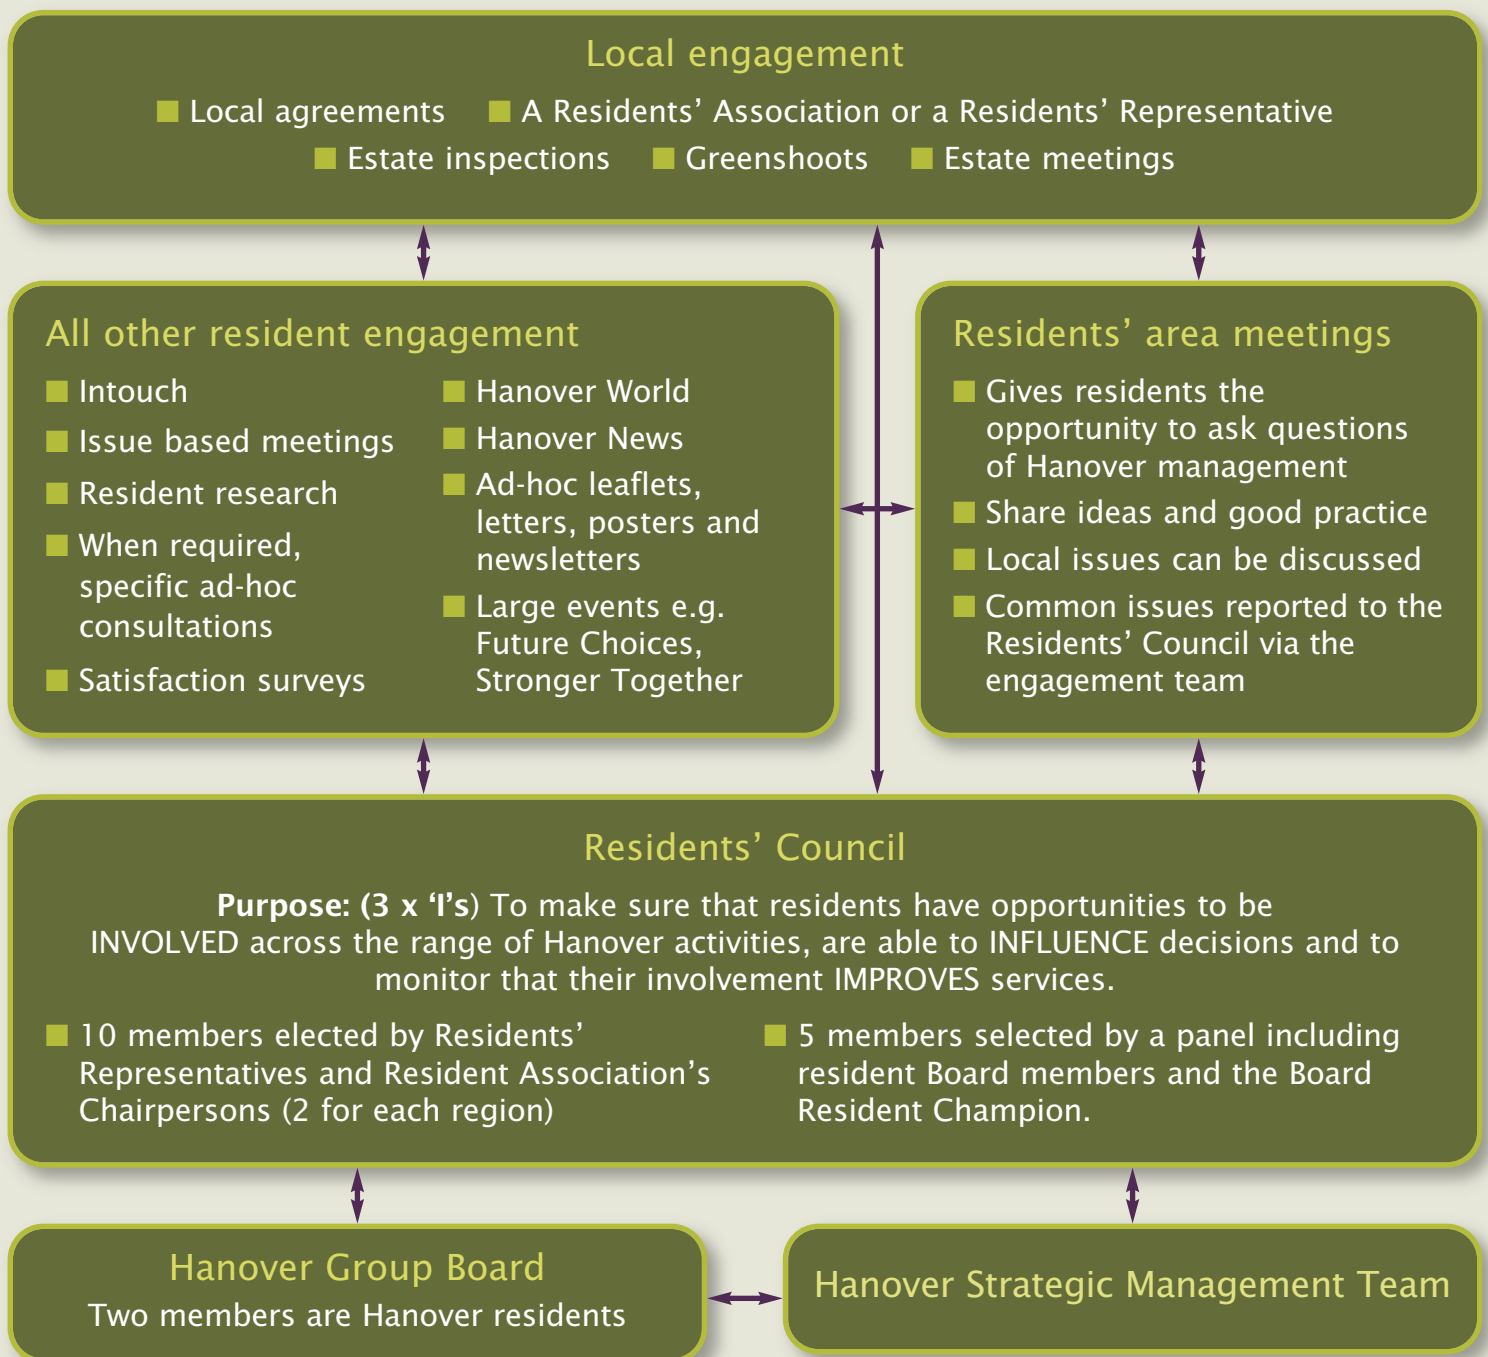 Local engagement
■ Local agreements ■ A Residents’ Association or a Residents’ Representative
■ Estate inspections ■ Greenshoots ■ Estate meetings
All other resident engagement
■ Intouch
■ Issue based meetings
■ Resident research
■ When required,
specific ad-hoc
consultations
■ Satisfaction surveys
■ Hanover World
■ Hanover News
■ Ad-hoc leaflets,
letters, posters and
newsletters
■ Large events e.g.
Future Choices,
Stronger Together
Residents’ area meetings
■ Gives residents the
opportunity to ask questions
of Hanover management
■ Share ideas and good practice
■ Local issues can be discussed
■ Common issues reported to the
Residents’ Council via the
engagement team
Residents’ Council
Purpose: (3 x ‘I’s) To make sure that residents have opportunities to be
INVOLVED across the range of Hanover activities, are able to INFLUENCE decisions and to
monitor that their involvement IMPROVES services.
■ 10 members elected by Residents’
Representatives and Resident Association’s
Chairpersons (2 for each region)
■ 5 members selected by a panel including
resident Board members and the Board
Resident Champion.
Hanover Group Board
Two members are Hanover residents
Hanover Strategic Management Team